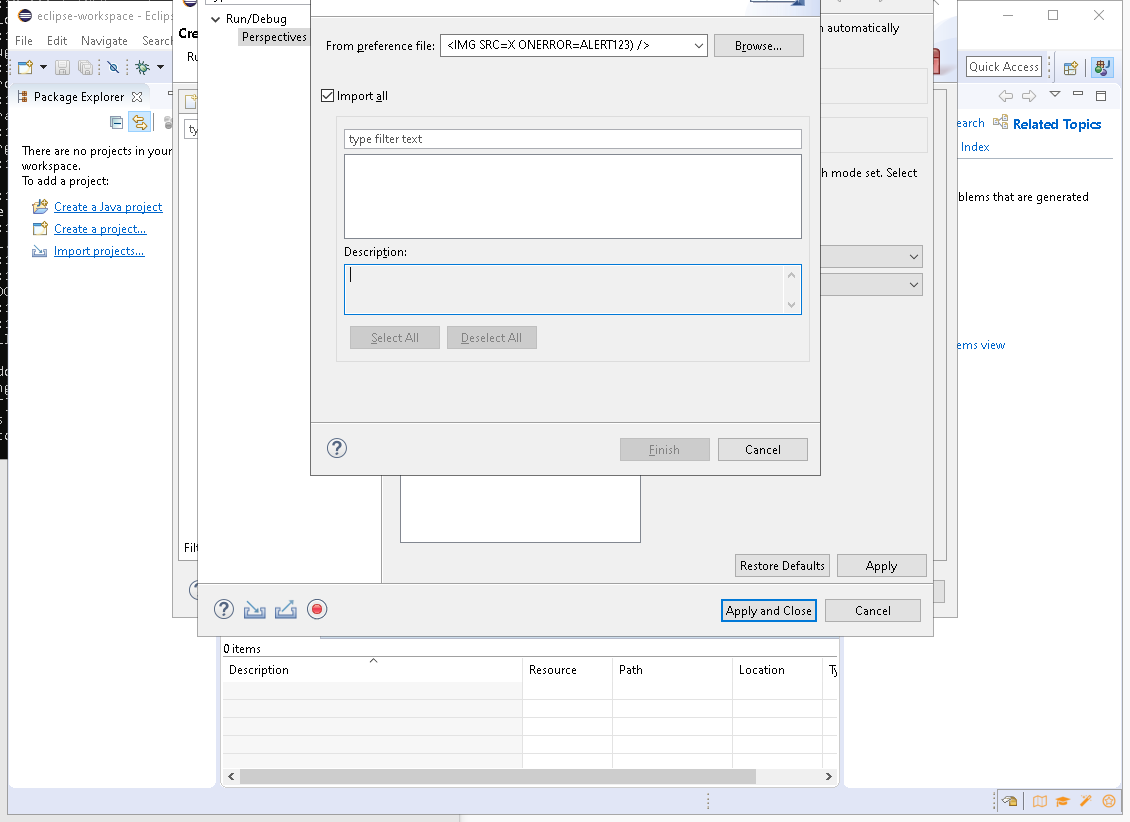 eclipse-workspace - Eclips
File Edit Navigate Search
Quick Access
Package Explorer
There are no projects in your
workspace.
To add a project:
Create a Java project
Create a project...
Import projects...
Cre
Ru
ty
Filt
Run/Debug
Perspectives
From preference file:
<IMG SRC=X ONERROR=ALERT123) />
Browse...
Import all
type filter text
Description:
Select All
Deselect All
Finish
Cancel
n automatically
h mode set. Select
Restore Defaults
Apply
Apply and Close
Cancel
earch
Related Topics
Index
blems that are generated
ems view
0 items
Description Resource Path Location Ty